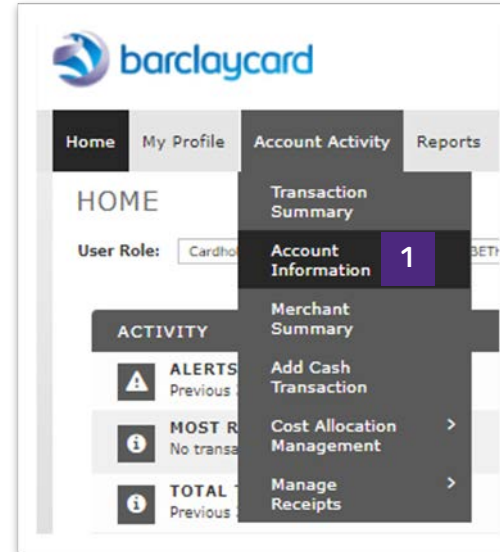 barclaycard
Home My Profile Account Activity Reports
HOME
User Role:
Transaction
Summary
Account
Information
1
Merchant
Summary
Add Cash
Transaction
Cost Allocation
Management
Manage
Receipts
ACTIVITY
ALERTS
Previous
MOST
No
TOTAL
Previous